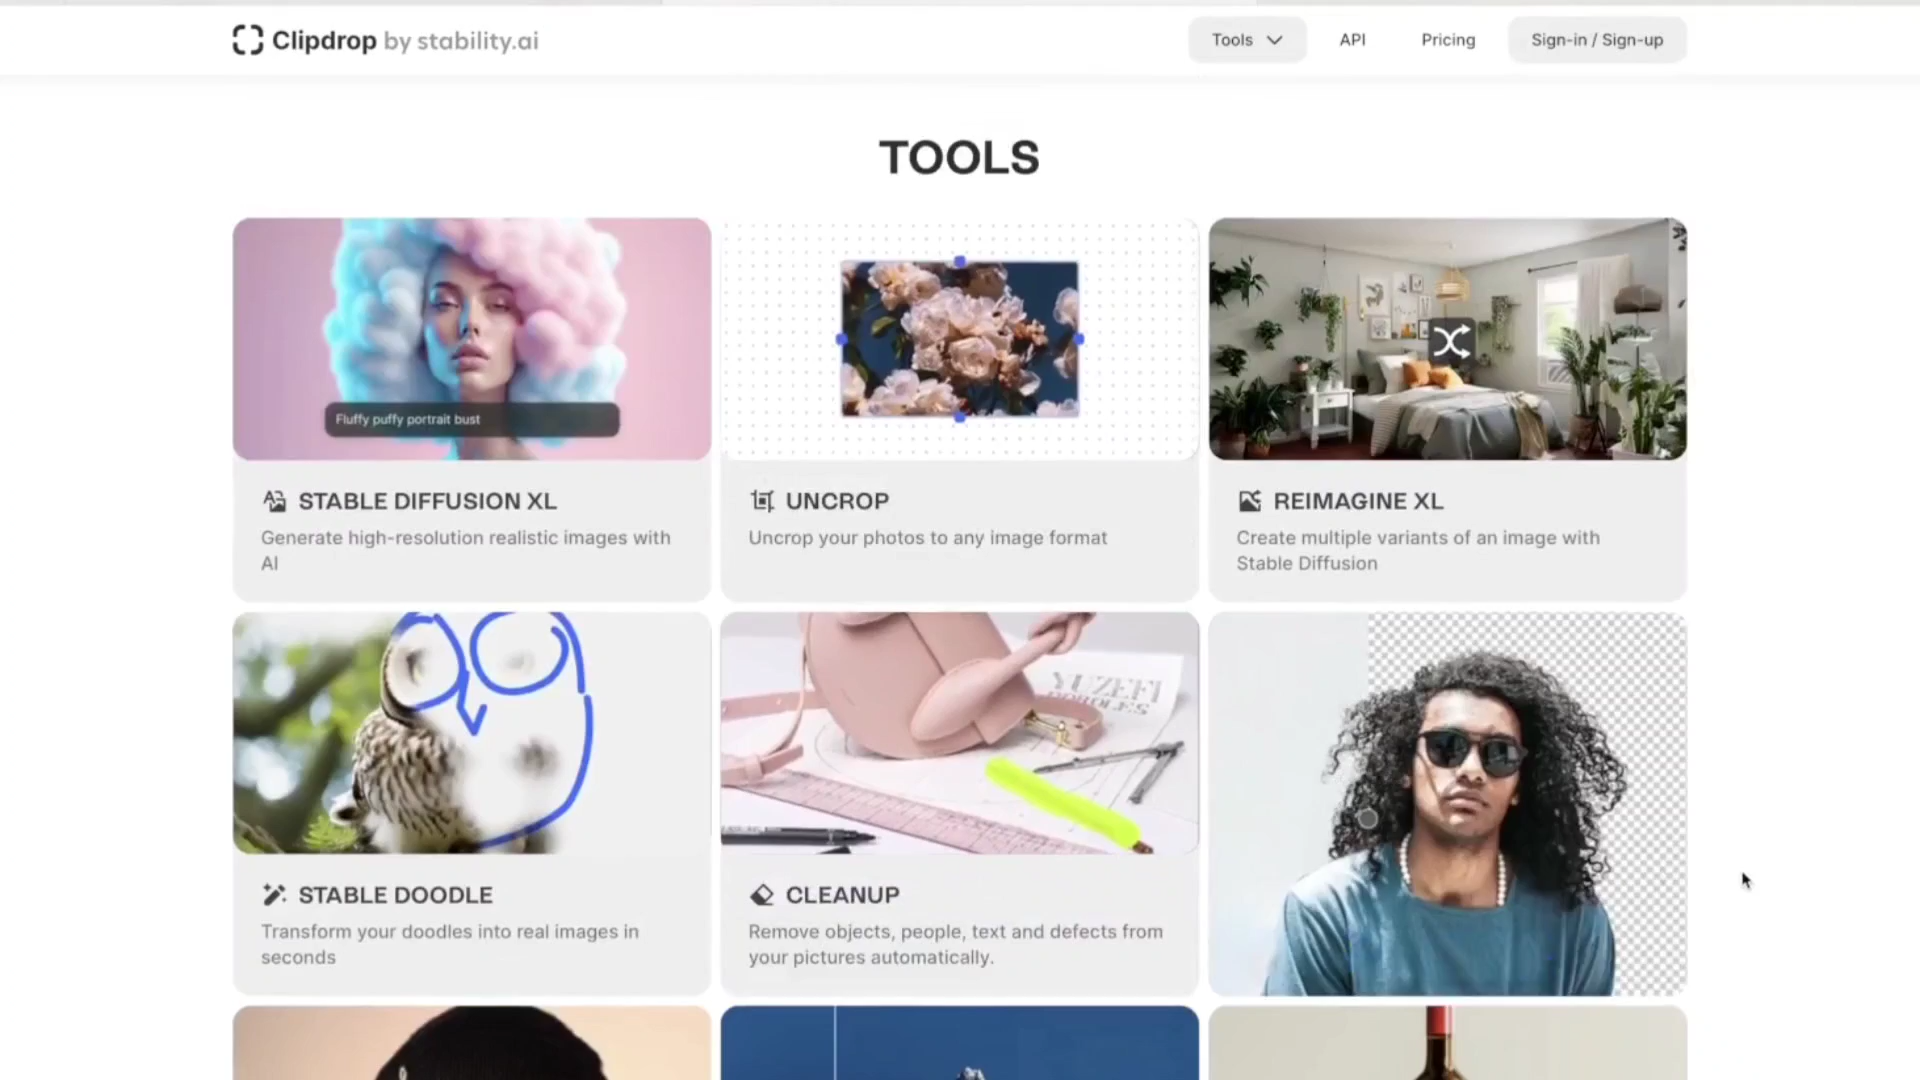 Clipdrop by stability.ai
Tools
API
Pricing
Sign-in / Sign-up
TOOLS
Fluffy puffy portrait bust
STABLE DIFFUSION XL
Generate high-resolution realistic images with
AI
UNCROP
Uncrop your photos to any image format
REIMAGINE XL
Create multiple variants of an image with
Stable Diffusion
YUZEFI
STABLE DOODLE
Transform your doodles into real images in
seconds
CLEANUP
Remove objects, people, text and defects from
your pictures automatically.